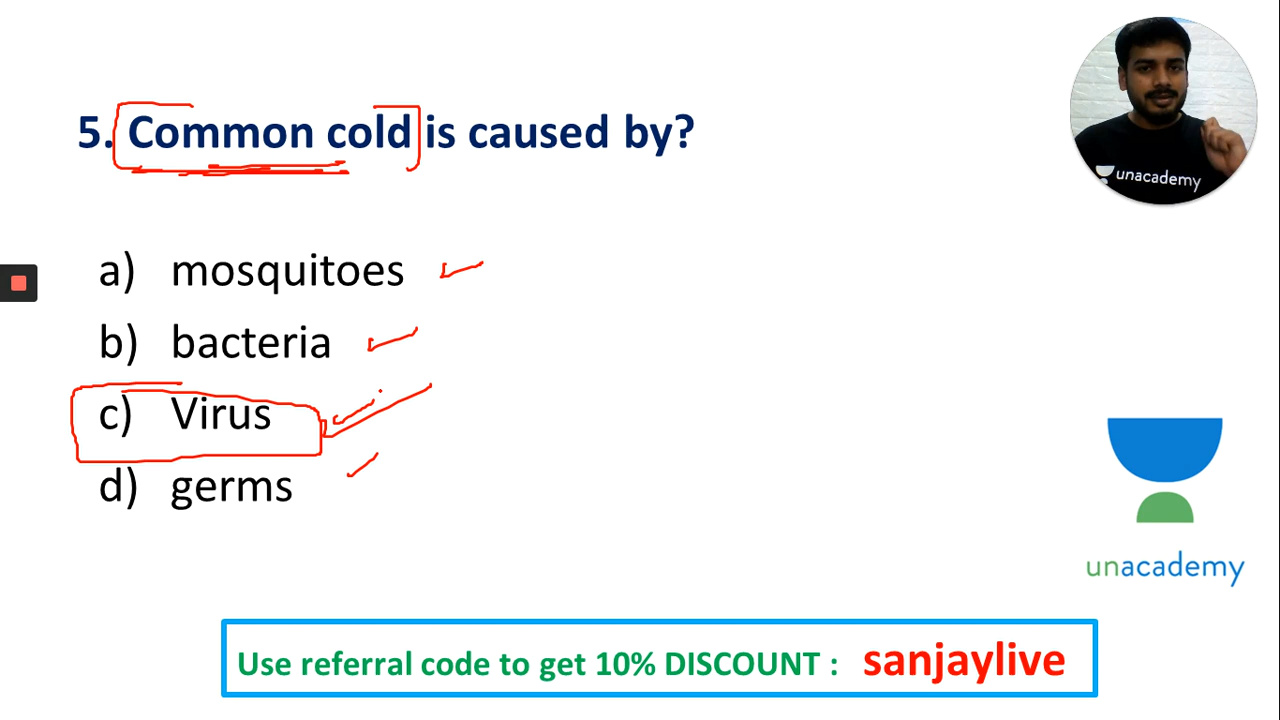 5. Common cold is caused by?
unacademy
a) mosquitoes
b) bacteria
c) Virus
d) germs
unacademy
Use referral code to get 10% DISCOUNT : sanjaylive